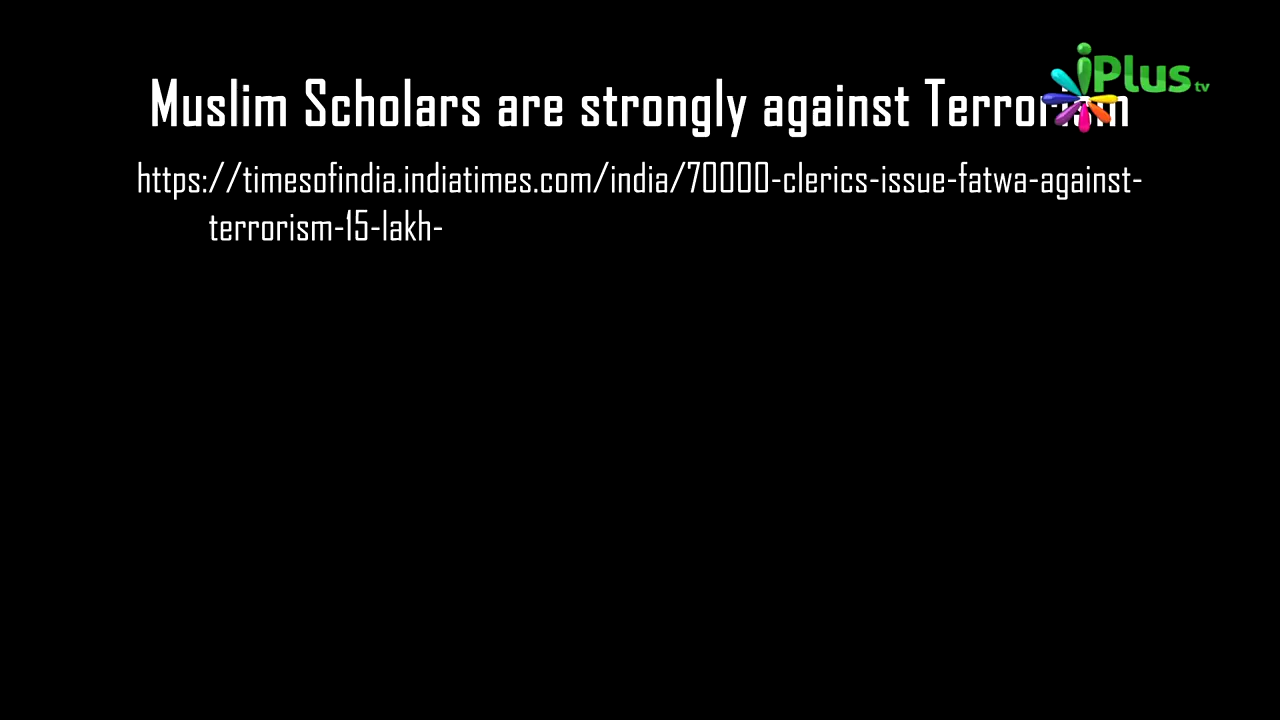 Muslim Scholars are strongly against Terrorism
iPlus tv
https://timesofindia.indiatimes.com/india/70000-clerics-issue-fatwa-against-
terrorism-15-lakh-